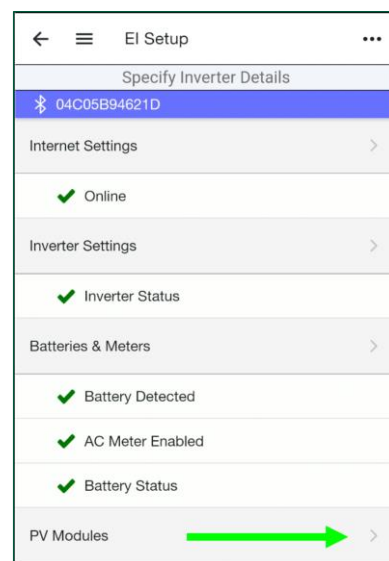 EI Setup
Specify Inverter Details
04C05B94621D
Internet Settings
Online
Inverter Settings
Inverter Status
Batteries & Meters
Battery Detected
AC Meter Enabled
Battery Status
PV Modules